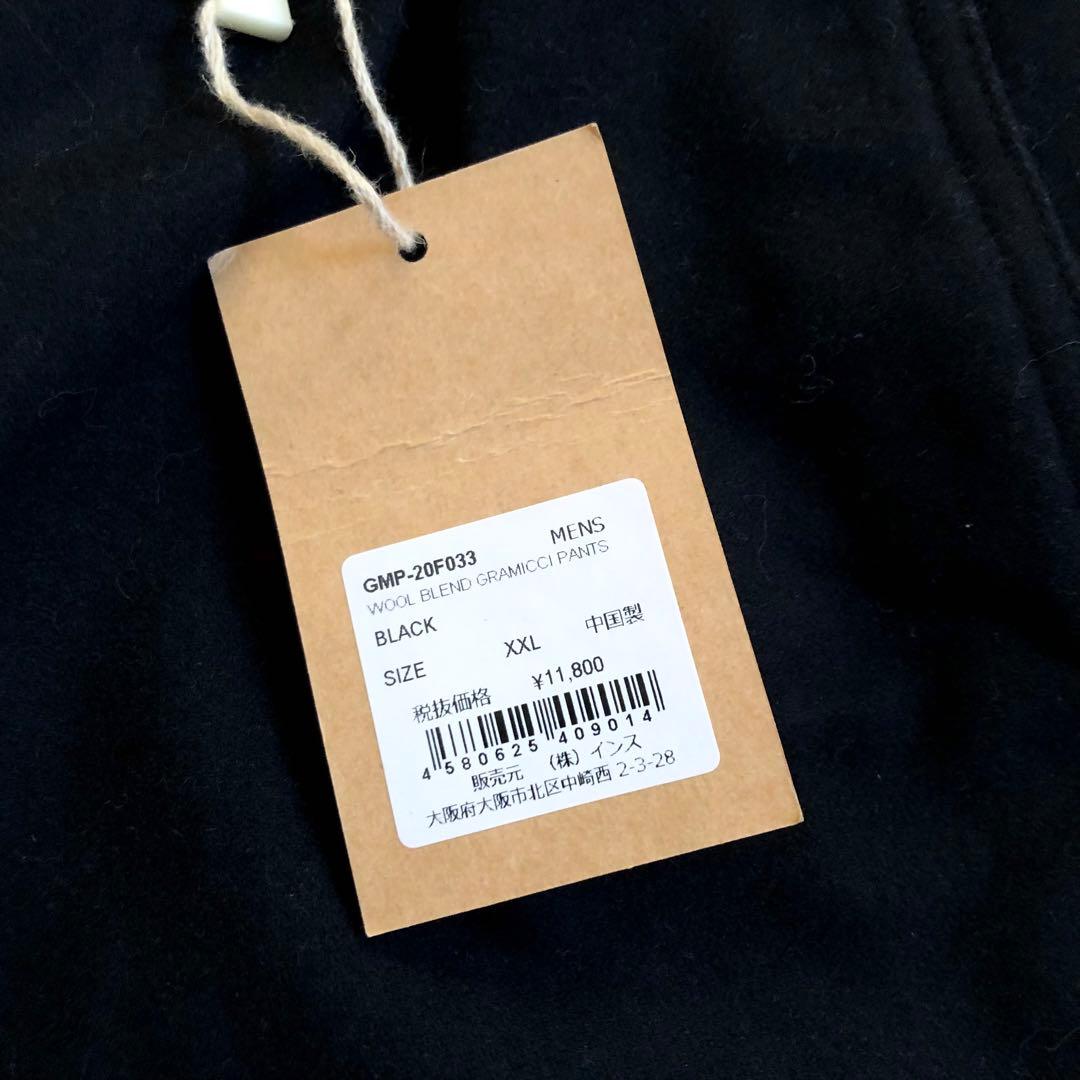 GMP-20F033 MENS
WOOL BLEND GRAMICCI PANTS
BLACK 中国製
SIZE XXL
税抜価格 ¥11,800
4 580625 409014
販売元 (株)インス
大阪府大阪市北区中崎西 2-3-28